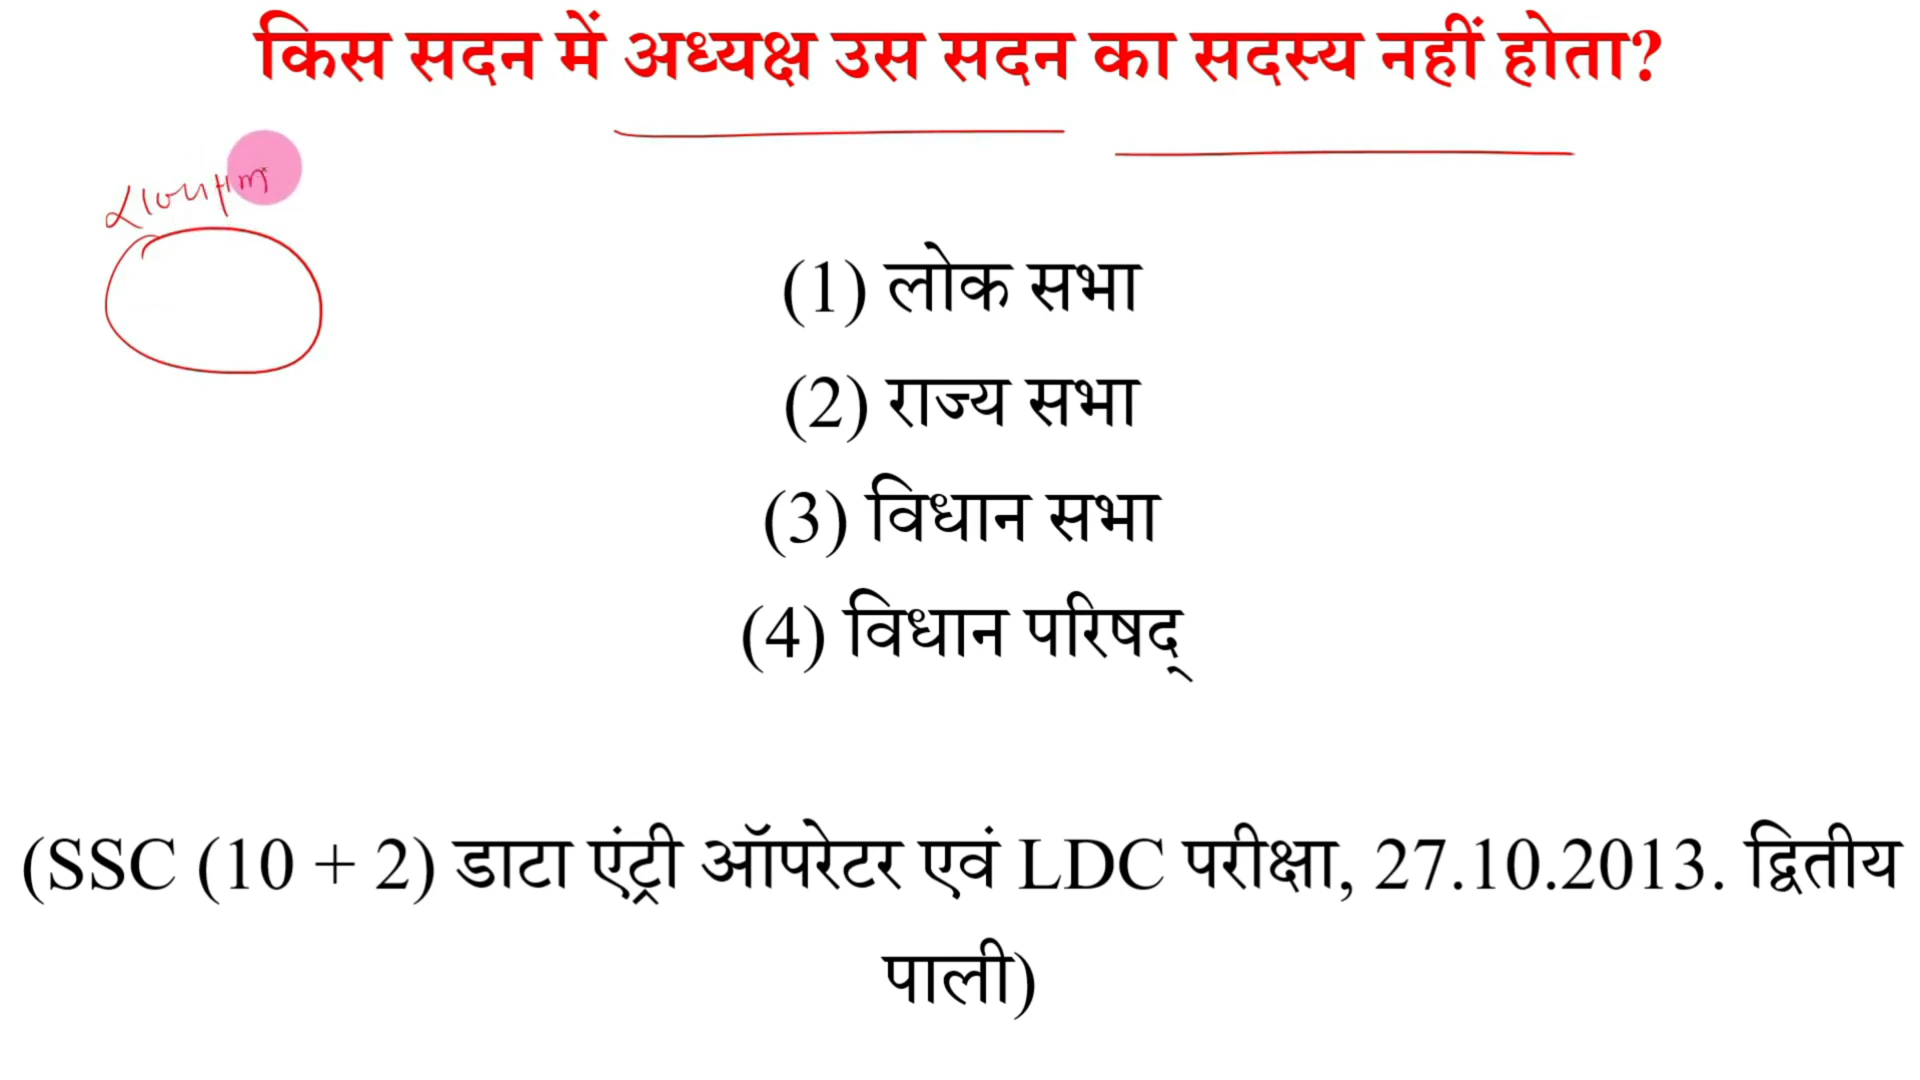 किस सदन में अध्यक्ष उस सदन का सदस्य नहीं होता?
(1) लोक सभा
(2) राज्य सभा
(3) विधान सभा
(4) विधान परिषद्
(SSC (10 + 2) डाटा एंट्री ऑपरेटर एवं LDC परीक्षा, 27.10.2013. द्वितीय
पाली)